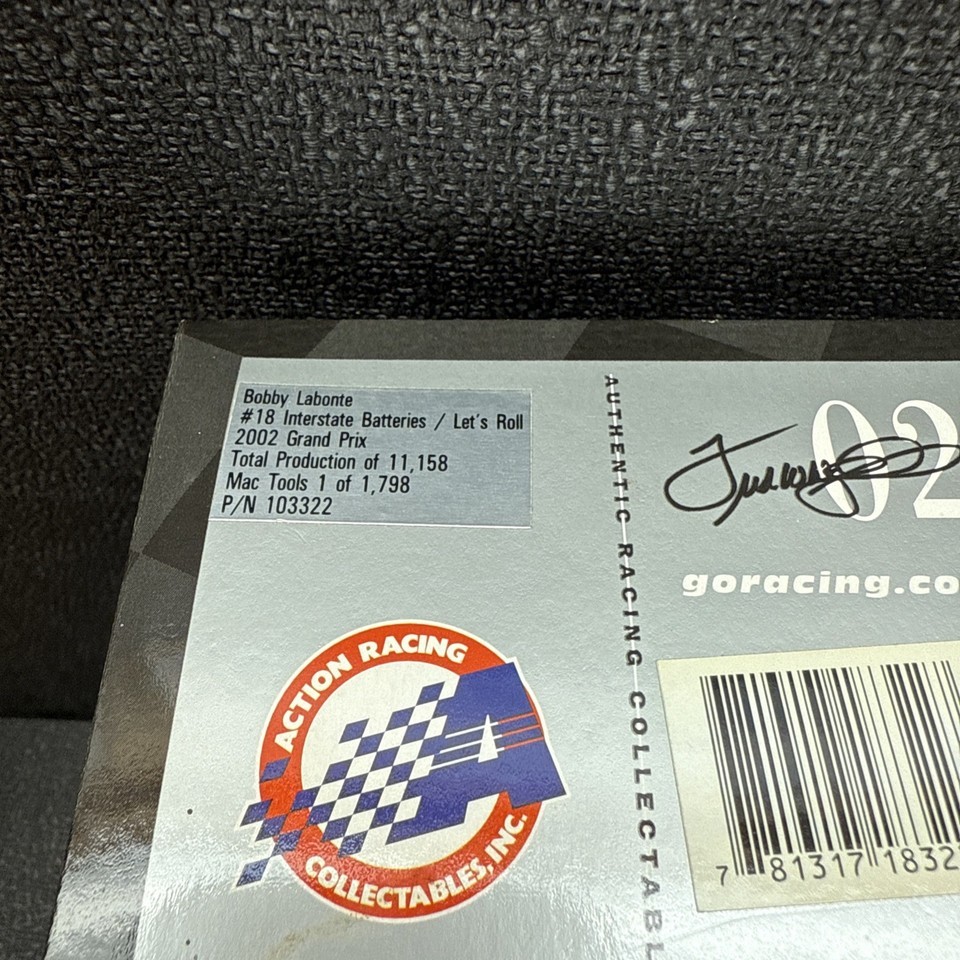 Bobby Labonte
#18 Interstate Batteries / Let's Roll
2002 Grand Prix
Total Production of 11,158
Mac Tools 1 of 1,798
P/N 103322
ACTION RACING
COLLECTABLES, INC.
AUTHENTIC RACING COLLECTABL
02
goracing.co
7 81317 1832